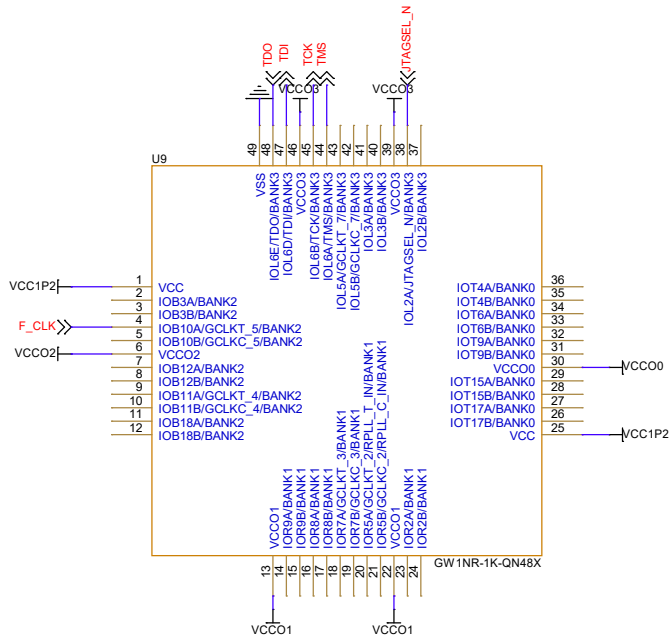 TDO
TDI
TCK
TMS
JTAGSEL_N
VCCO3
VCCO3
49
48
47
46
45
44
43
42
41
40
39
38
37
U9
VSS
IOL6E/TDO/BANK3
IOL6D/TDI/BANK3
VCCO3
IOL6B/TCK/BANK3
IOL6A/TMS/BANK3
IOL5A/GCLKT_7/BANK3
IOL5B/GCLKC_7/BANK3
IOL3A/BANK3
IOL3B/BANK3
VCCO3
IOL2A/JTAGSEL_N/BANK3
IOL2B/BANK3
VCC1P2
1 VCC
2 IOB3A/BANK2
3 IOB3B/BANK2
F_CLK
4 IOB10A/GCLKT_5/BANK2
5 IOB10B/GCLKC_5/BANK2
VCCO2
6 VCCO2
7 IOB12A/BANK2
8 IOB12B/BANK2
9 IOB11A/GCLKT_4/BANK2
10 IOB11B/GCLKC_4/BANK2
11 IOB18A/BANK2
12 IOB18B/BANK2
IOT4A/BANK0 36
IOT4B/BANK0 35
IOT6A/BANK0 34
IOT6B/BANK0 33
IOT9A/BANK0 32
IOT9B/BANK0 31
VCCO0 30
VCCO0
IOT15A/BANK0 29
IOT15B/BANK0 28
IOT17A/BANK0 27
IOT17B/BANK0 26
VCC 25
VCC1P2
VCCO1
IOR9A/BANK1
IOR9B/BANK1
IOR8A/BANK1
IOR8B/BANK1
IOR7A/GCLKT_3/BANK1
IOR7B/GCLKC_3/BANK1
IOR5A/GCLKT_2/RPLL_T_IN/BANK1
IOR5B/GCLKC_2/RPLL_C_IN/BANK1
VCCO1
IOR2A/BANK1
IOR2B/BANK1
GW1NR-1K-QN48X
13
14
15
16
17
18
19
20
21
22
23
24
VCCO1
VCCO1